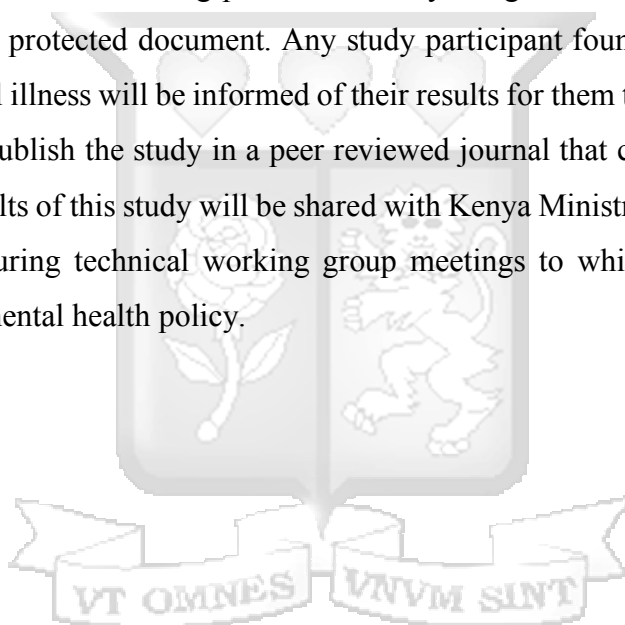 protected document. Any study participant foun
l illness will be informed of their results for them t
ublish the study in a peer reviewed journal that c
lts of this study will be shared with Kenya Ministr
uring technical working group meetings to whi
mental health policy.
VT OMNES VNVM SINT